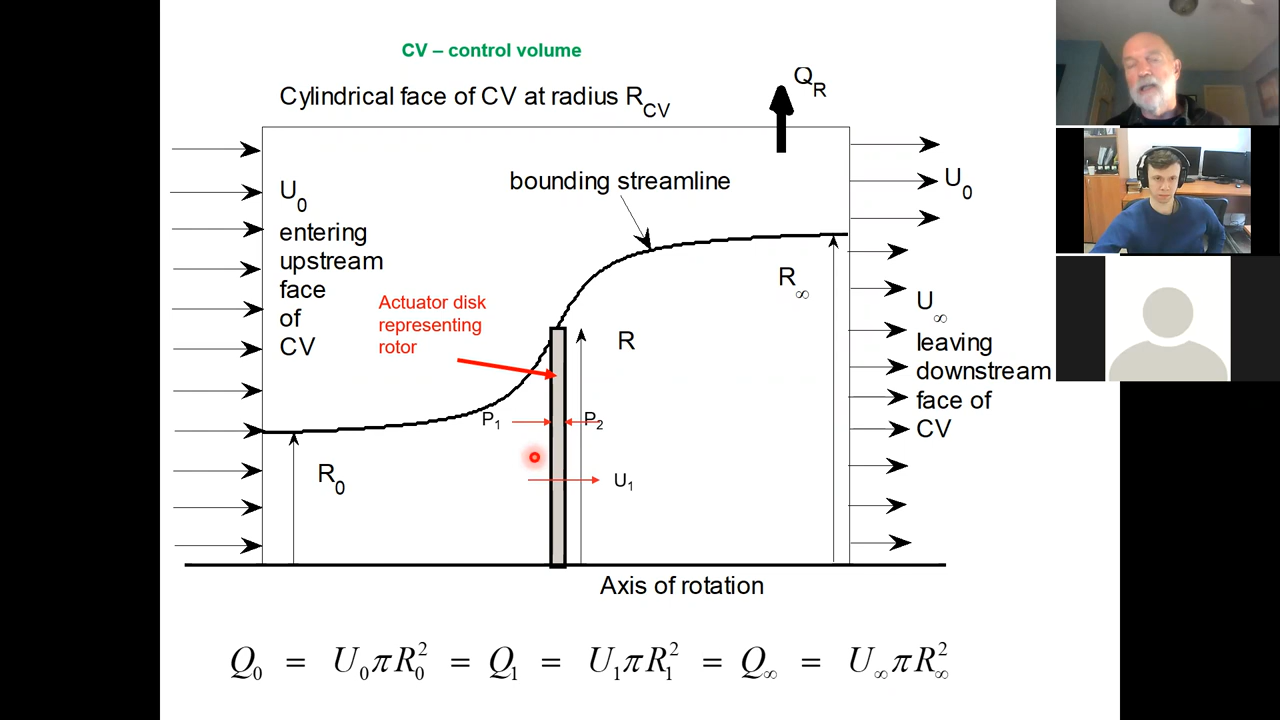 CV – control volume
Cylindrical face of CV at radius R_CV
Q_R
U_0
entering
upstream
face
of
CV
bounding streamline
U_0
Actuator disk
representing
rotor
R_∞
U_∞
leaving
downstream
face of
CV
R
P_1
P_2
R_0
U_1
Axis of rotation
Q_0 = U_0πR_0^2 = Q_1 = U_1πR_1^2 = Q_∞ = U_∞πR_∞^2